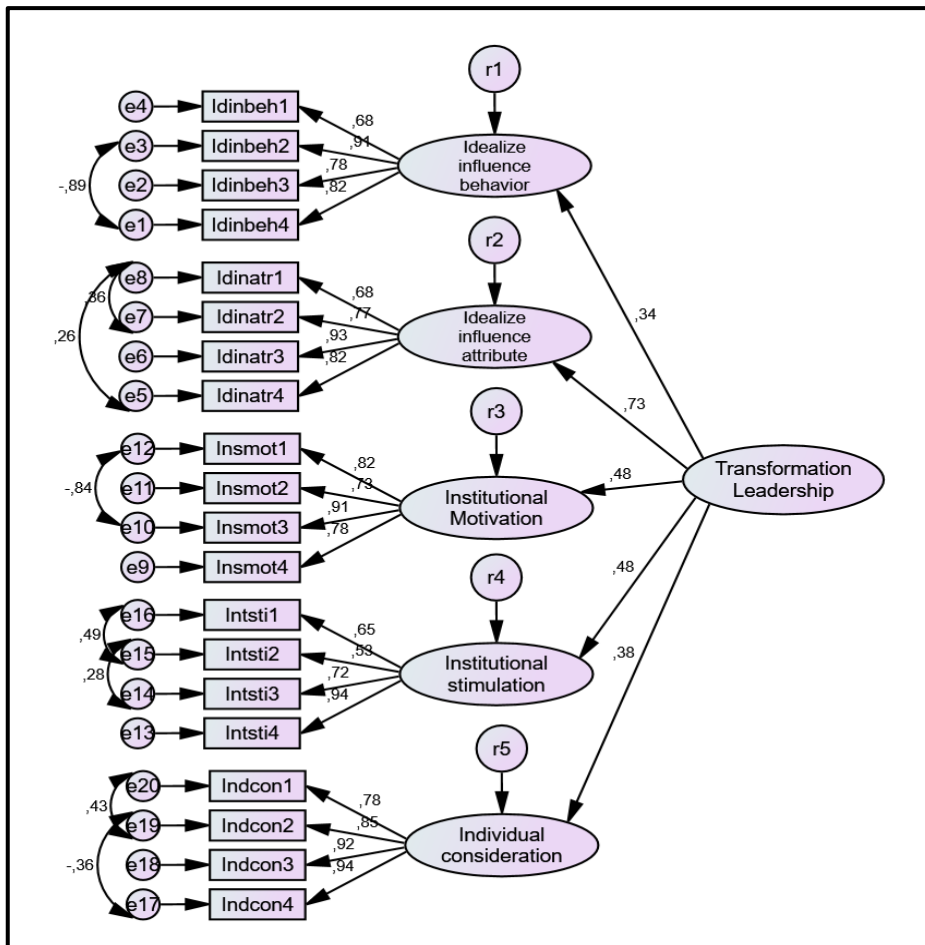 r1
e4
Idinbeh1
,68
e3
Idinbeh2
,91
Idealize
influence
behavior
-,89
e2
Idinbeh3
,78
e1
Idinbeh4
,82
r2
e8
Idinatr1
,68
,36
e7
Idinatr2
,77
Idealize
influence
attribute
,26
e6
Idinatr3
,93
e5
Idinatr4
,82
,34
,73
r3
e12
Insmot1
,82
-,84
e11
Insmot2
,73
Institutional
Motivation
,48
Transformation
Leadership
e10
Insmot3
,91
e9
Insmot4
,78
r4
e16
Intsti1
,65
,49
e15
Intsti2
,53
Institutional
stimulation
,48
,28
e14
Intsti3
,72
e13
Intsti4
,94
,38
r5
e20
Indcon1
,78
,43
e19
Indcon2
,85
Individual
consideration
-,36
e18
Indcon3
,92
e17
Indcon4
,94